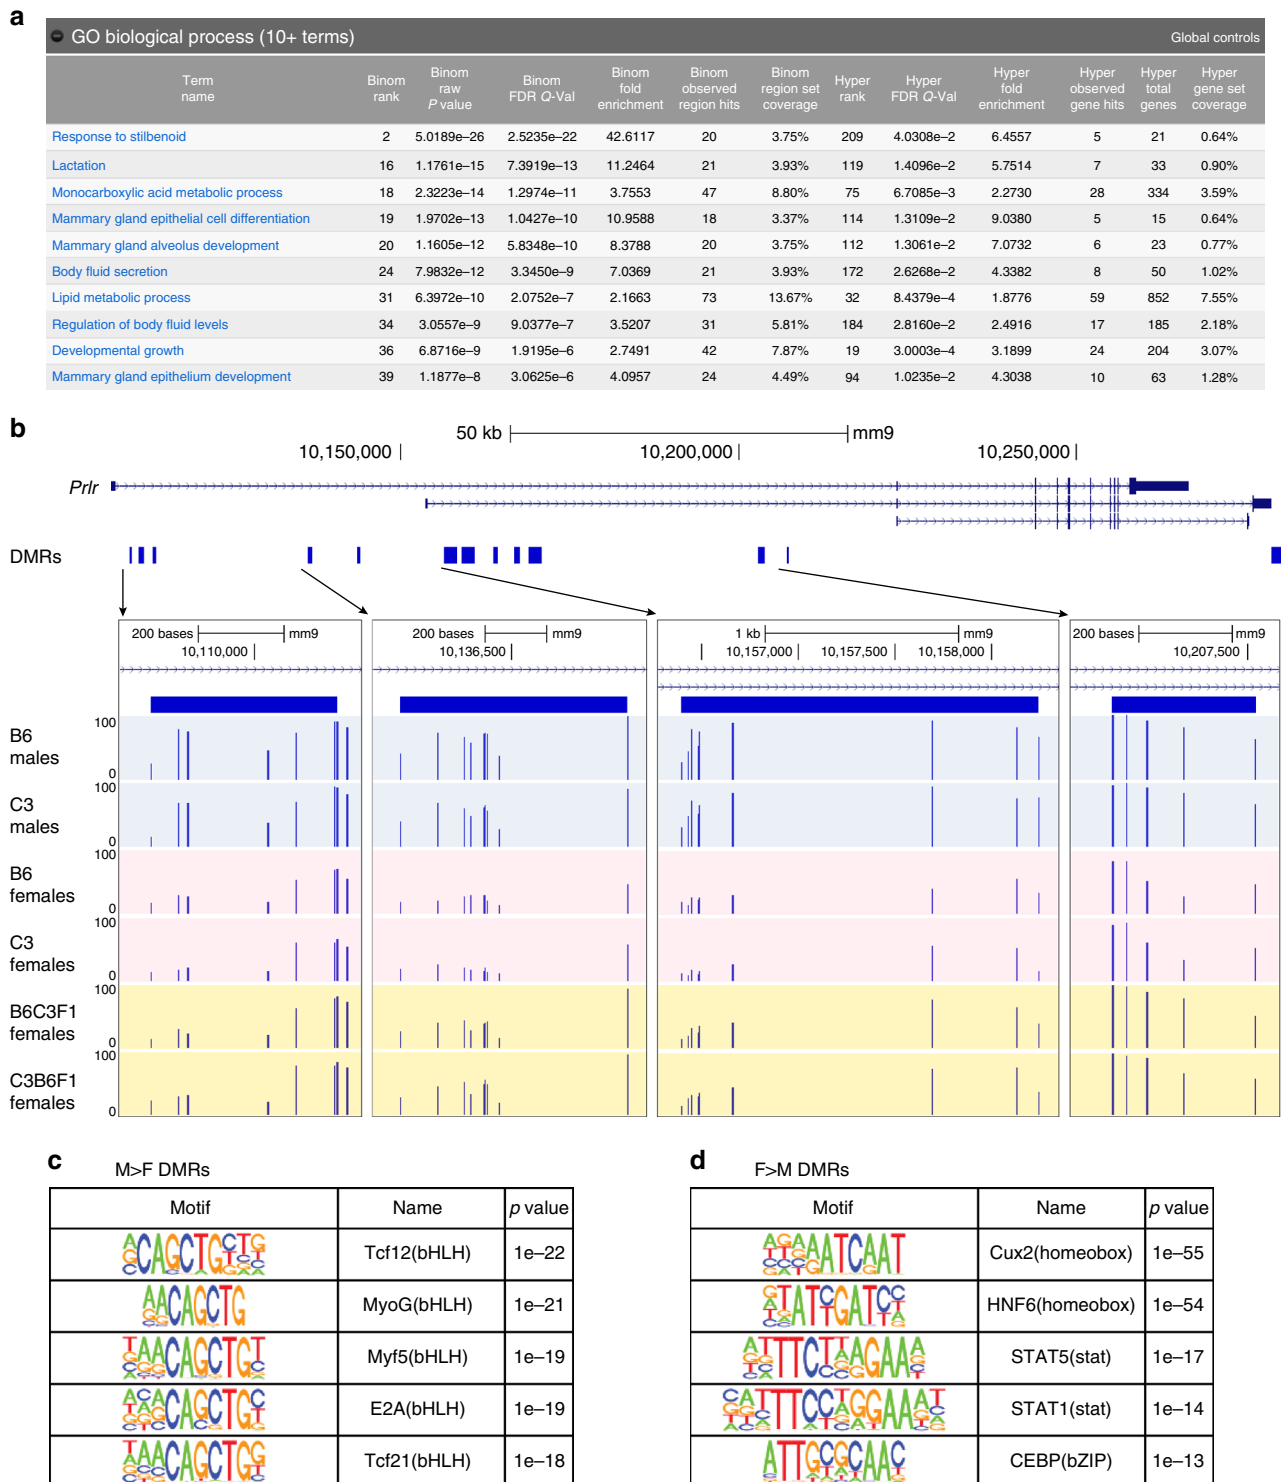 a
GO biological process (10+ terms) Global controls
Term name Binom rank Binom raw P value Binom FDR Q-Val Binom fold enrichment Binom observed region hits Binom region set coverage Hyper rank Hyper FDR Q-Val Hyper fold enrichment Hyper observed gene hits Hyper total genes Hyper gene set coverage
Response to stilbenoid 2 5.0189e–26 2.5235e–22 42.6117 20 3.75% 209 4.0308e–2 6.4557 5 21 0.64%
Lactation 16 1.1761e–15 7.3919e–13 11.2464 21 3.93% 119 1.4096e–2 5.7514 7 33 0.90%
Monocarboxylic acid metabolic process 18 2.3223e–14 1.2974e–11 3.7553 47 8.80% 75 6.7085e–3 2.2730 28 334 3.59%
Mammary gland epithelial cell differentiation 19 1.9702e–13 1.0427e–10 10.9588 18 3.37% 114 1.3109e–2 9.0380 5 15 0.64%
Mammary gland alveolus development 20 1.1605e–12 5.8348e–10 8.3788 20 3.75% 112 1.3061e–2 7.0732 6 23 0.77%
Body fluid secretion 24 7.9832e–12 3.3450e–9 7.0369 21 3.93% 172 2.6268e–2 4.3382 8 50 1.02%
Lipid metabolic process 31 6.3972e–10 2.0752e–7 2.1663 73 13.67% 32 8.4379e–4 1.8776 59 852 7.55%
Regulation of body fluid levels 34 3.0557e–9 9.0377e–7 3.5207 31 5.81% 184 2.8160e–2 2.4916 17 185 2.18%
Developmental growth 36 6.8716e–9 1.9195e–6 2.7491 42 7.87% 19 3.0003e–4 3.1899 24 204 3.07%
Mammary gland epithelium development 39 1.1877e–8 3.0625e–6 4.0957 24 4.49% 94 1.0235e–2 4.3038 10 63 1.28%
b
50 kb mm9
10,150,000 10,200,000 10,250,000
Prlr
DMRs
200 bases mm9 200 bases mm9 1 kb mm9 200 bases mm9
10,110,000 10,136,500 10,157,000 10,157,500 10,158,000 10,207,500
100
B6 males
0
100
C3 males
0
100
B6 females
0
100
C3 females
0
100
B6C3F1 females
0
100
C3B6F1 females
0
c M>F DMRs
Motif Name p value
CAGCTG Tcf12(bHLH) 1e–22
AACAGCTG MyoG(bHLH) 1e–21
AACAGCTG Myf5(bHLH) 1e–19
CAGCTG E2A(bHLH) 1e–19
AACAGCTG Tcf21(bHLH) 1e–18
d F>M DMRs
Motif Name p value
AATCAAT Cux2(homeobox) 1e–55
TATTGATC HNF6(homeobox) 1e–54
TTTCTTAGAAA STAT5(stat) 1e–17
TTTCCTGGAAA STAT1(stat) 1e–14
ATTGCGCAAC CEBP(bZIP) 1e–13